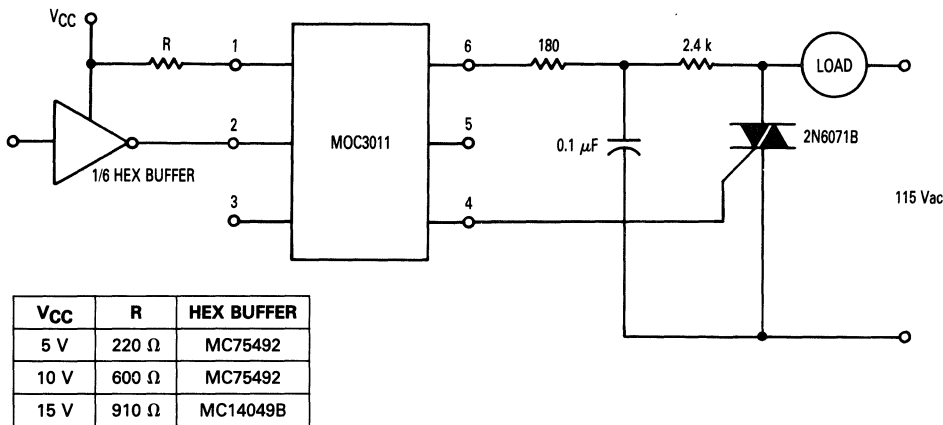 VCC
R
1
2
3
1/6 HEX BUFFER
MOC3011
6
5
4
180
2.4 k
0.1 μF
LOAD
2N6071B
115 Vac
VCC R HEX BUFFER
5 V 220 Ω MC75492
10 V 600 Ω MC75492
15 V 910 Ω MC14049B